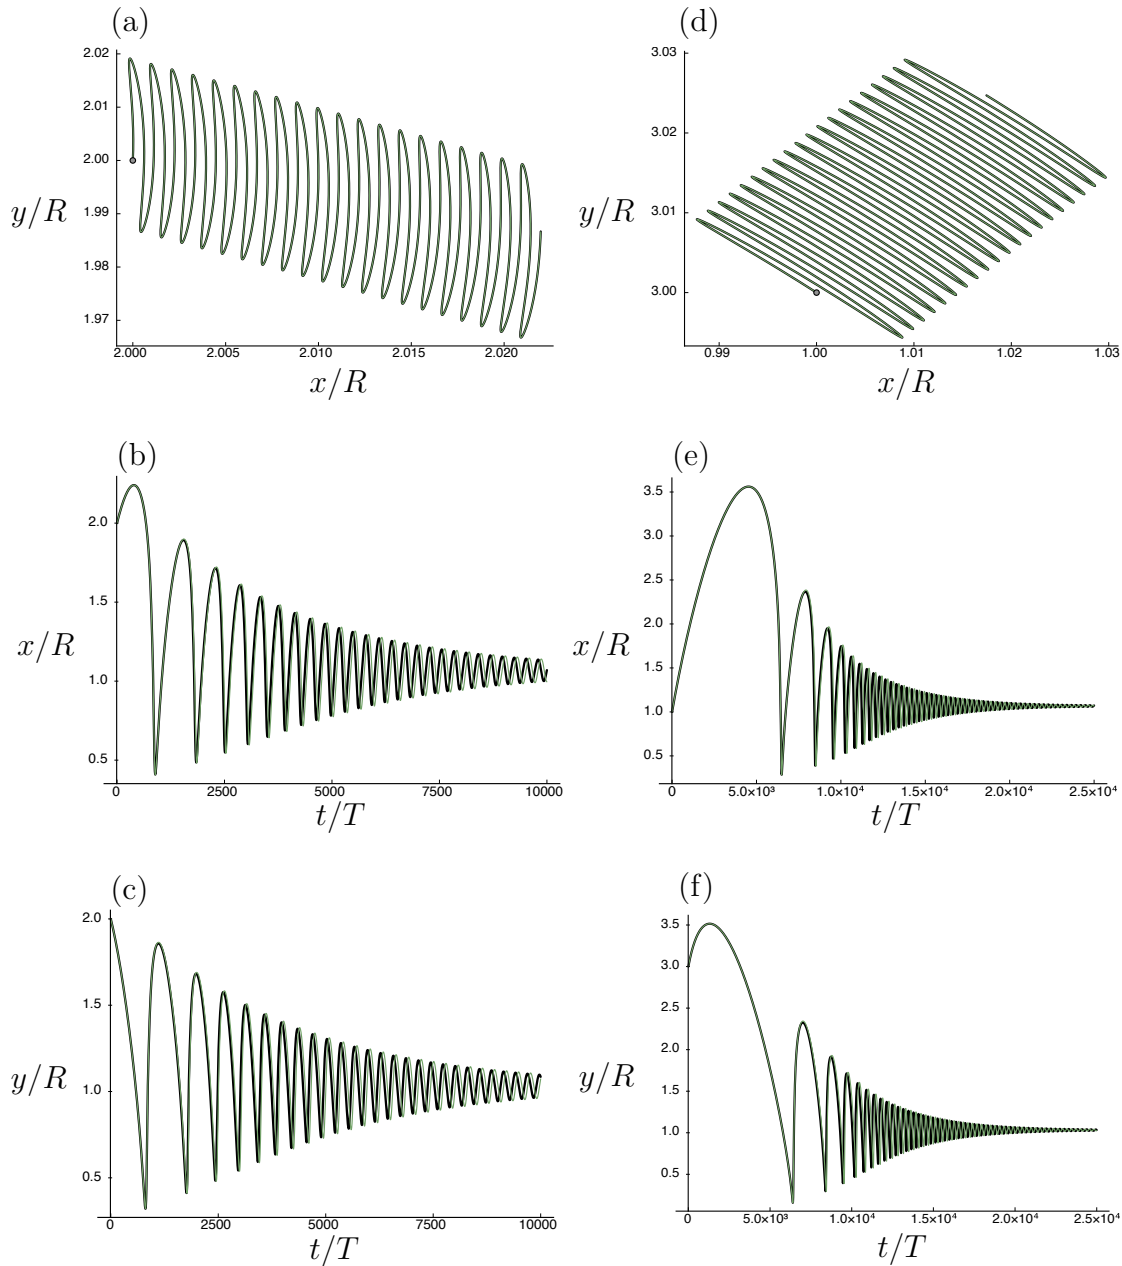 (a)
2.02
2.01
2.00
1.99
1.98
1.97
y/R
2.000 2.005 2.010 2.015 2.020
x/R
(d)
3.03
3.02
3.01
3.00
y/R
0.99 1.00 1.01 1.02 1.03
x/R
(b)
2.0
1.5
1.0
0.5
x/R
0 2500 5000 7500 10000
t/T
(e)
3.5
3.0
2.5
2.0
1.5
1.0
0.5
x/R
0 5.0×10³ 1.0×10⁴ 1.5×10⁴ 2.0×10⁴ 2.5×10⁴
t/T
(c)
2.0
1.5
1.0
0.5
y/R
0 2500 5000 7500 10000
t/T
(f)
3.5
3.0
2.5
2.0
1.5
1.0
0.5
y/R
0 5.0×10³ 1.0×10⁴ 1.5×10⁴ 2.0×10⁴ 2.5×10⁴
t/T